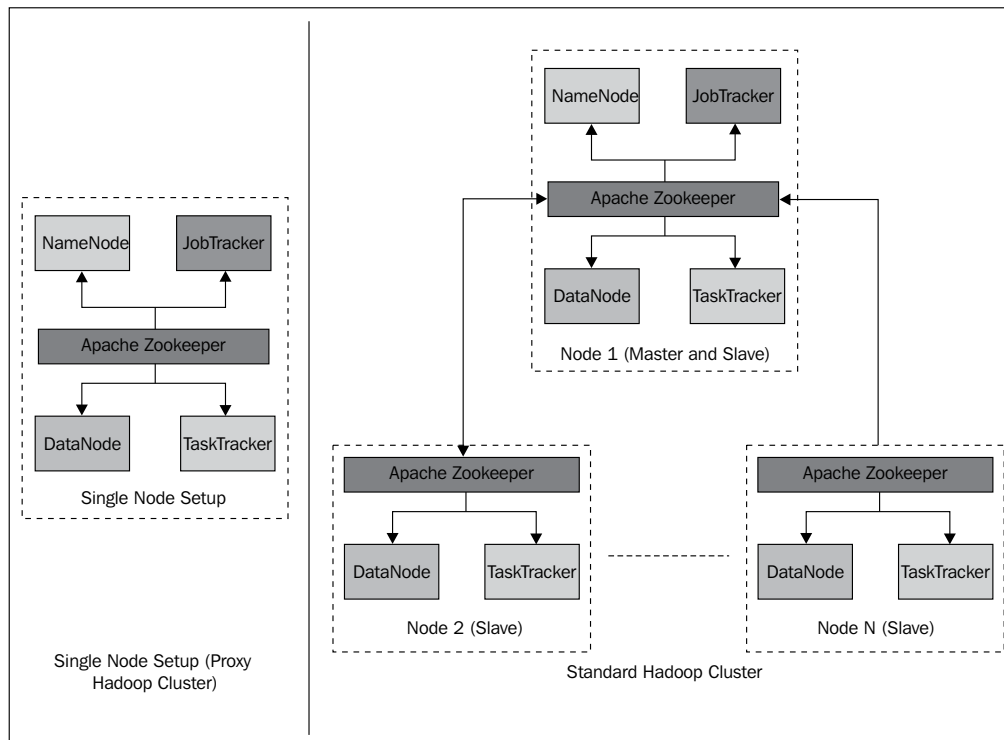 NameNode
JobTracker
Apache Zookeeper
DataNode
TaskTracker
Single Node Setup
Single Node Setup (Proxy
Hadoop Cluster)
NameNode
JobTracker
Apache Zookeeper
DataNode
TaskTracker
Node 1 (Master and Slave)
Apache Zookeeper
DataNode
TaskTracker
Node 2 (Slave)
Apache Zookeeper
DataNode
TaskTracker
Node N (Slave)
Standard Hadoop Cluster